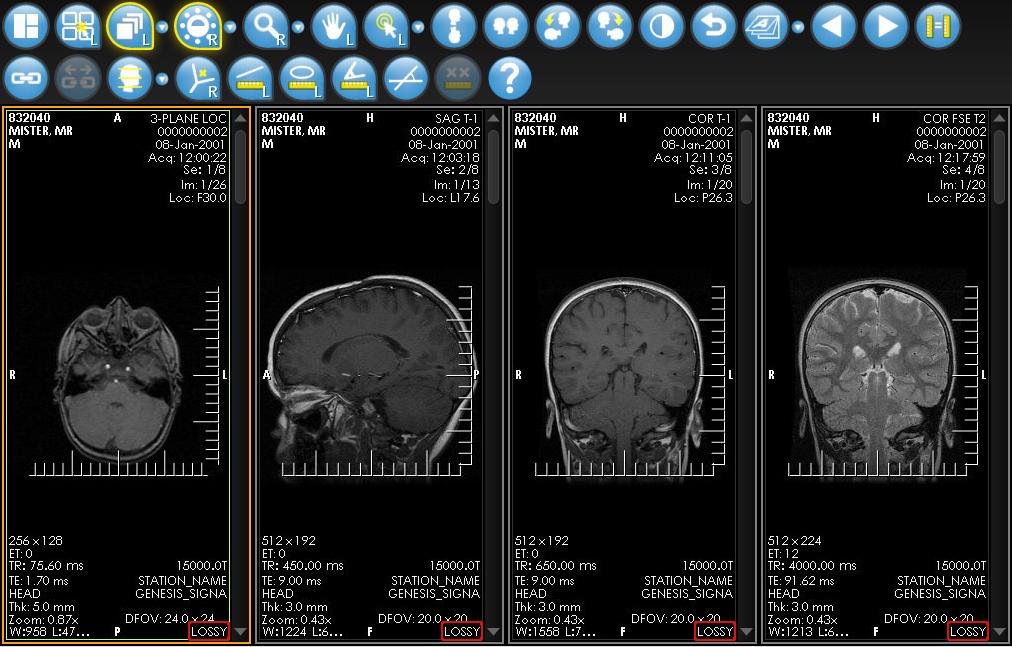 L
L
R
R
L
L
R
L
L
L
?
832040 A 3-PLANE LOC
MISTER, MR 0000000002
M 08-Jan-2001
Acq: 12:00:22
Se: 1/8
Im: 1/26
Loc: F30.0
R L
256 x 128
ET: 0
TR: 75.60 ms 15000.0T
TE: 1.70 ms STATION_NAME
HEAD GENESIS_SIGNA
Thk: 5.0 mm
Zoom: 0.87x DFOV: 24.0 x 24
W:958 L:47... P LOSSY
832040 H SAG T-1
MISTER, MR 0000000002
M 08-Jan-2001
Acq: 12:03:18
Se: 2/8
Im: 1/13
Loc: L17.6
A P
512 x 192
ET: 0
TR: 450.00 ms 15000.0T
TE: 9.00 ms STATION_NAME
HEAD GENESIS_SIGNA
Thk: 3.0 mm
Zoom: 0.43x DFOV: 20.0 x 20
W:1224 L:6... F LOSSY
832040 H COR T-1
MISTER, MR 0000000002
M 08-Jan-2001
Acq: 12:11:05
Se: 3/8
Im: 1/20
Loc: P26.3
R L
512 x 192
ET: 0
TR: 650.00 ms 15000.0T
TE: 9.00 ms STATION_NAME
HEAD GENESIS_SIGNA
Thk: 3.0 mm
Zoom: 0.43x DFOV: 20.0 x 20
W:1558 L:7... F LOSSY
832040 H COR FSE T2
MISTER, MR 0000000002
M 08-Jan-2001
Acq: 12:17:59
Se: 4/8
Im: 1/20
Loc: P26.3
R L
512 x 224
ET: 12
TR: 4000.00 ms 15000.0T
TE: 91.62 ms STATION_NAME
HEAD GENESIS_SIGNA
Thk: 3.0 mm
Zoom: 0.43x DFOV: 20.0 x 20
W:1213 L:6... F LOSSY